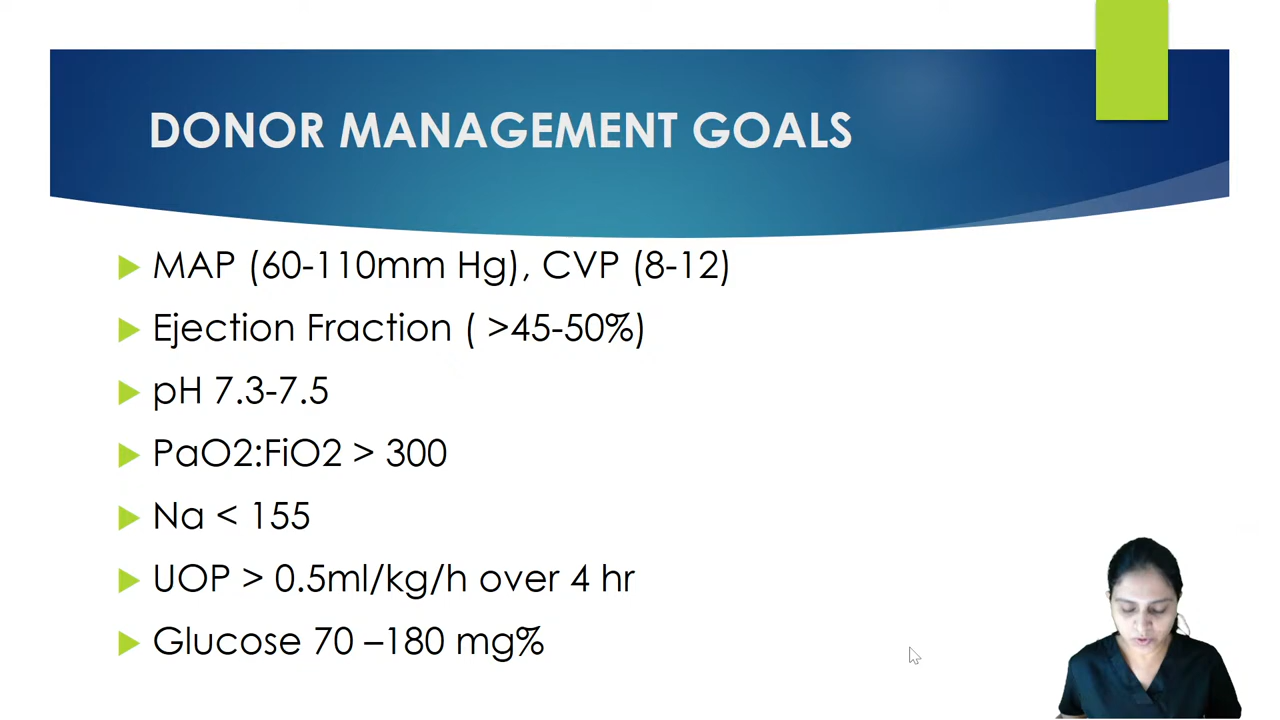 DONOR MANAGEMENT GOALS
MAP (60-110mm Hg), CVP (8-12)
Ejection Fraction ( >45-50%)
pH 7.3-7.5
PaO2:FiO2 > 300
Na < 155
UOP > 0.5ml/kg/h over 4 hr
Glucose 70 –180 mg%